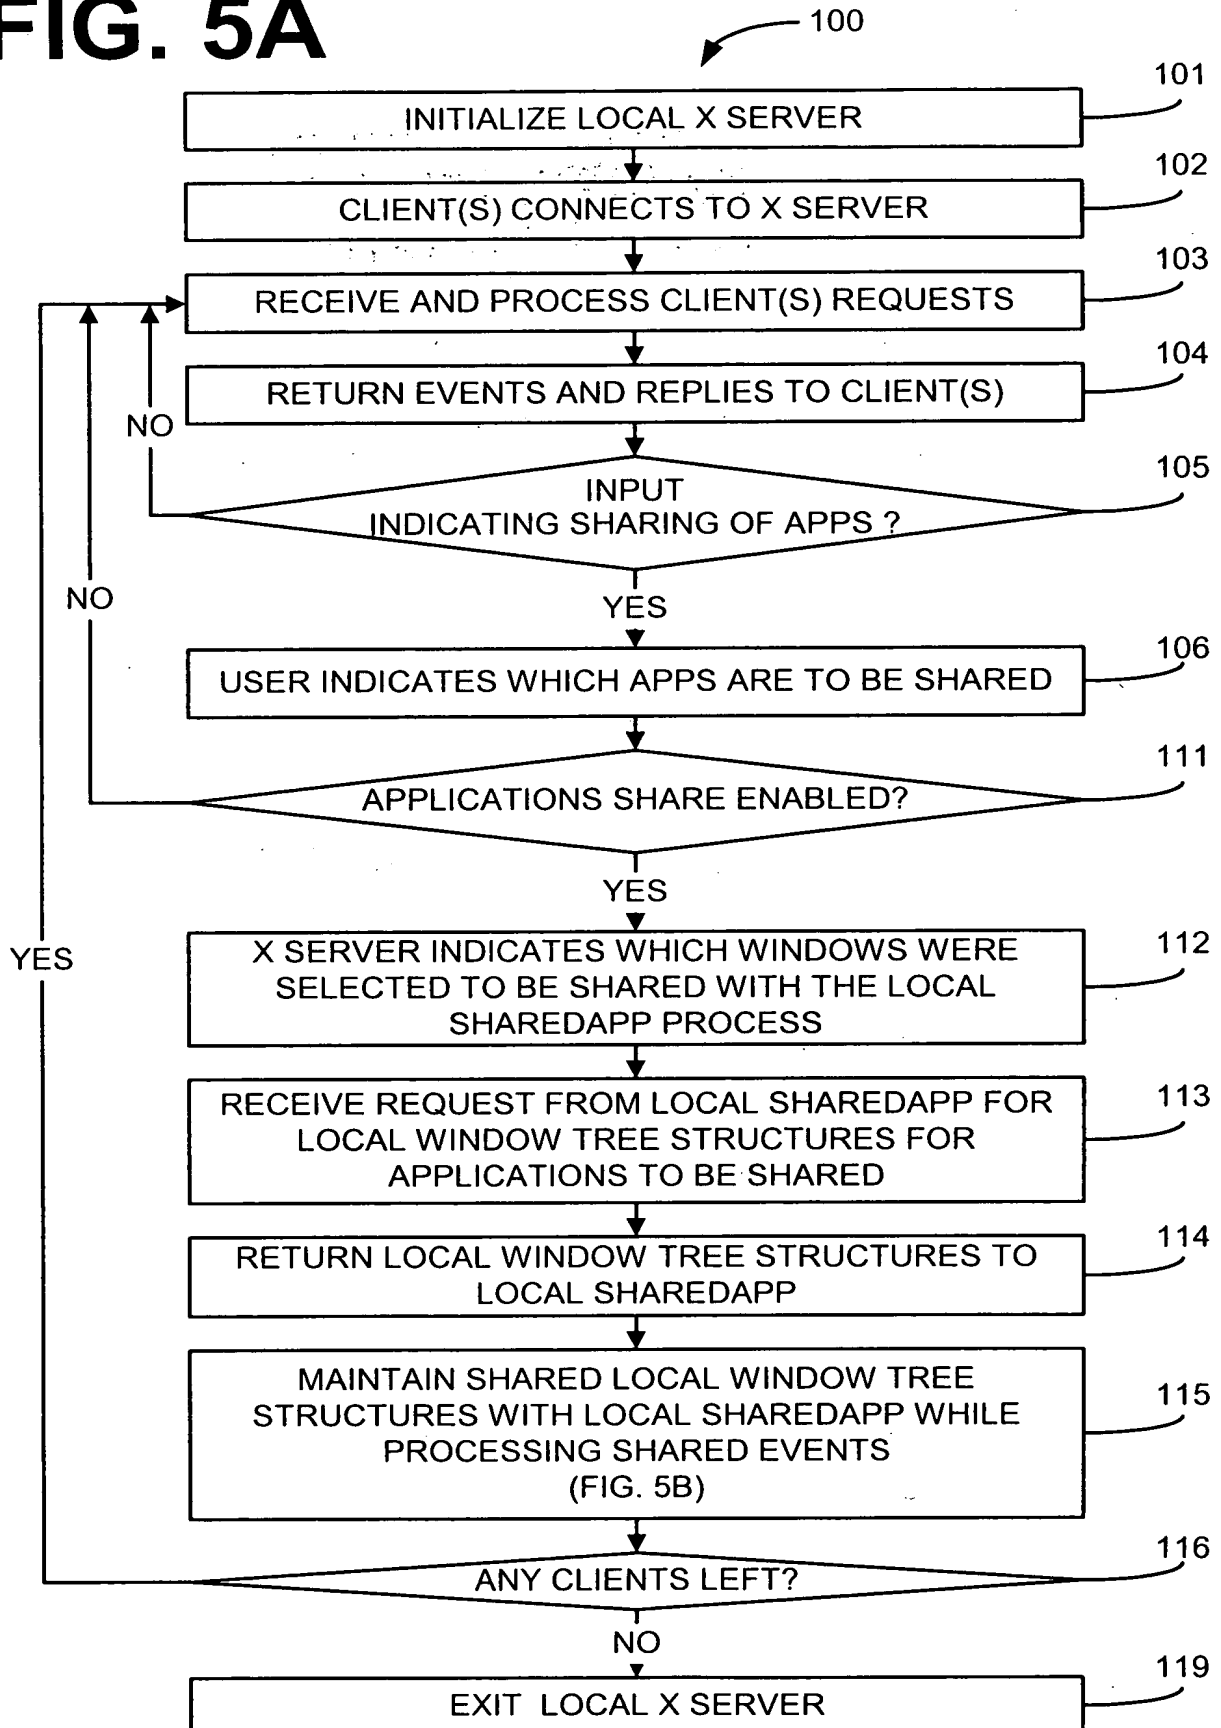 FIG. 5A
100
INITIALIZE LOCAL X SERVER
101
CLIENT(S) CONNECTS TO X SERVER
102
RECEIVE AND PROCESS CLIENT(S) REQUESTS
103
RETURN EVENTS AND REPLIES TO CLIENT(S)
104
NO
INPUT
INDICATING SHARING OF APPS ?
105
NO
YES
USER INDICATES WHICH APPS ARE TO BE SHARED
106
APPLICATIONS SHARE ENABLED?
111
YES
YES
X SERVER INDICATES WHICH WINDOWS WERE
SELECTED TO BE SHARED WITH THE LOCAL
SHAREDAPP PROCESS
112
RECEIVE REQUEST FROM LOCAL SHAREDAPP FOR
LOCAL WINDOW TREE STRUCTURES FOR
APPLICATIONS TO BE SHARED
113
RETURN LOCAL WINDOW TREE STRUCTURES TO
LOCAL SHAREDAPP
114
MAINTAIN SHARED LOCAL WINDOW TREE
STRUCTURES WITH LOCAL SHAREDAPP WHILE
PROCESSING SHARED EVENTS
(FIG. 5B)
115
ANY CLIENTS LEFT?
116
NO
EXIT LOCAL X SERVER
119